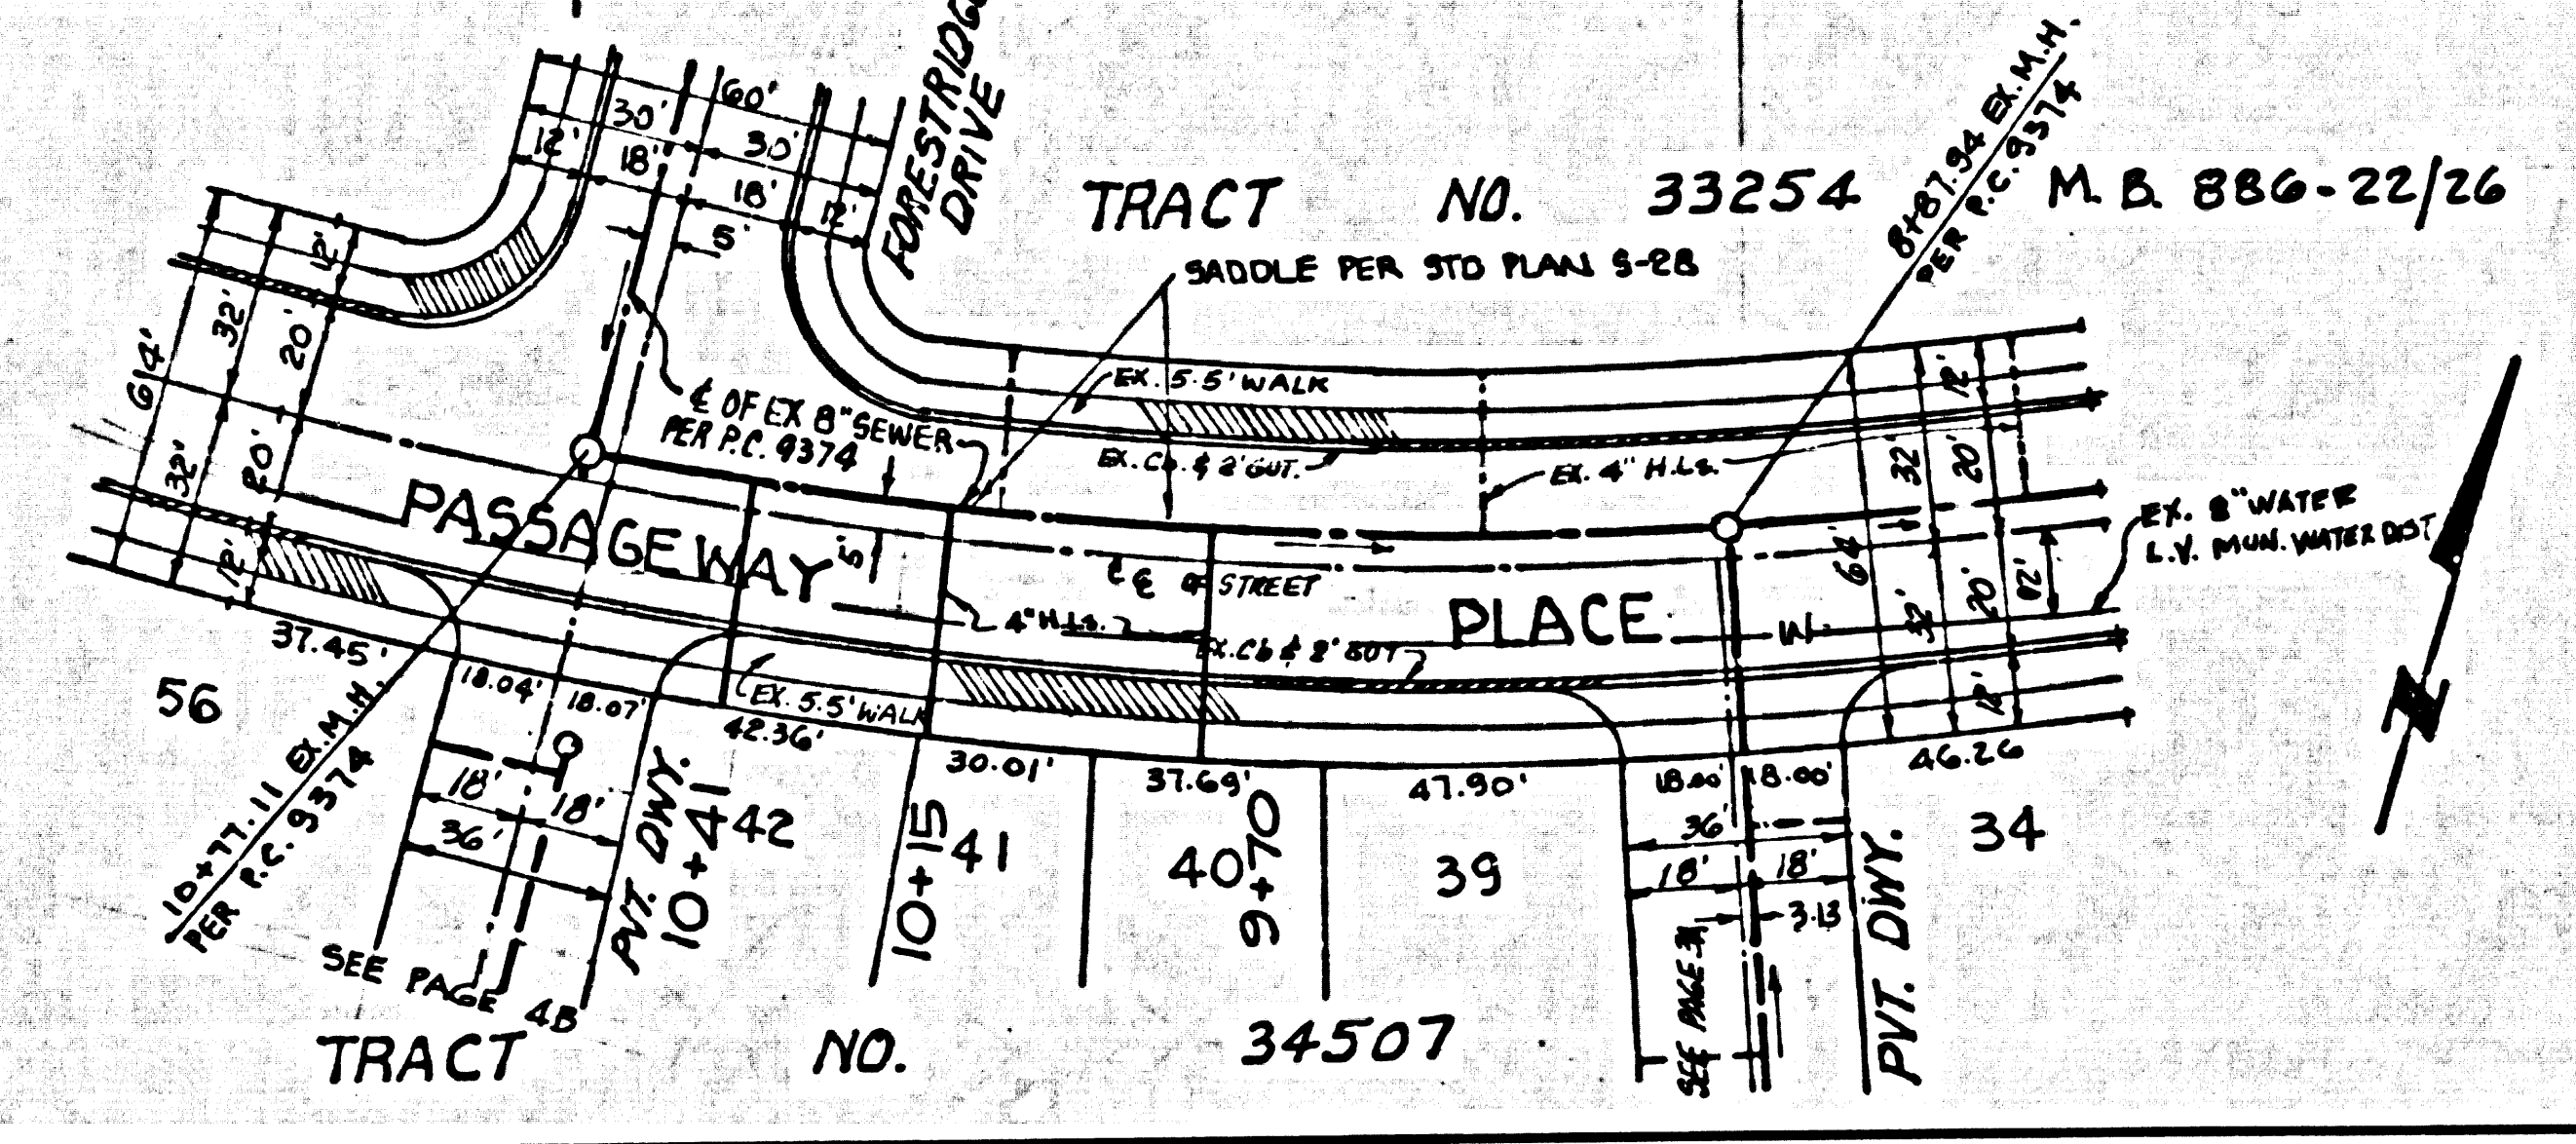 FORESTRIDGE
DRIVE
60'
30'
30'
12'
18'
18'
12'
5'
TRACT NO. 33254 M. B. 886-22/26
SADDLE PER STD PLAN S-2B
8+87.94 EX. M.H.
PER P.C. 9374
64'
32'
32'
12'
20'
20'
12'
℄ OF EX 8" SEWER
PER P.C. 9374
EX. 5.5' WALK
EX. Cb. & 2' GUT.
EX. 4" H.Ls.
12'
32'
20'
64'
32'
20'
12'
12'
EX. 8" WATER
L.V. MUN. WATER DIST
PASSAGEWAY PLACE
5'
℄ OF STREET
4" H.Ls.
EX. Cb & 2' GUT
W
EX. 5.5' WALK
37.45'
18.04'
18.07'
42.36'
30.01'
37.69'
47.90'
18.00'
18.00'
46.26
56
42
41
40
39
34
10+77.11 EX. M.H.
PER P.C. 9374
18'
18'
36'
PVT. DWY.
10+41
10+15
9+70
36'
18'
18'
3.13
SEE PAGE 4B
SEE PAGE
PVT. DWY.
N
TRACT NO. 34507